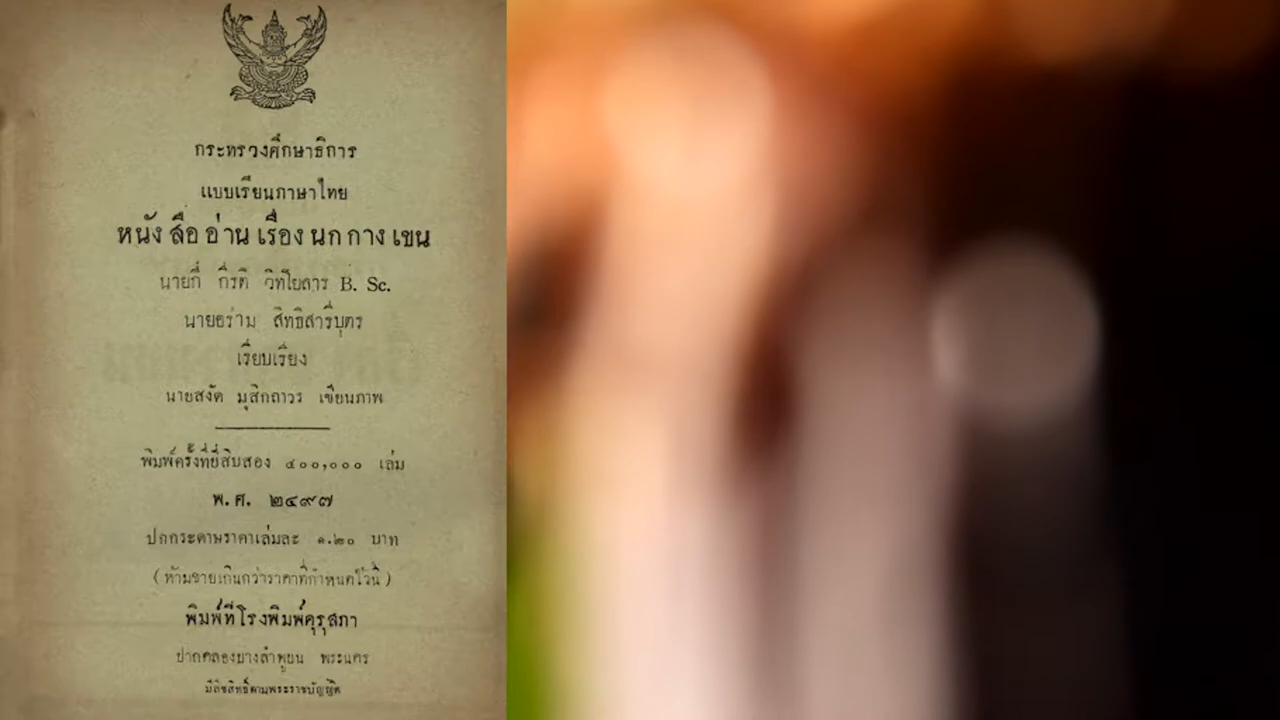 กระทรวงศึกษาธิการ
แบบเรียนภาษาไทย
หนังสืออ่านเรื่องนกกางเขน
นายกี่ กีรติ วิทโยสาร B. Sc.
นายอร่าม สิทธิสาริบุตร
เรียบเรียง
นายสงัด มุสิกถาวร เขียนภาพ
พิมพ์ครั้งที่ยี่สิบสอง ๔๐๐,๐๐๐ เล่ม
พ.ศ. ๒๔๙๗
ปกกระดาษราคาเล่มละ ๑.๒๐ บาท
(ห้ามขายเกินกว่าราคาที่กำหนดไว้นี้)
พิมพ์ที่โรงพิมพ์คุรุสภา
ปากคลองบางลำพูบน พระนคร
มีลิขสิทธิ์ตามพระราชบัญญัติ